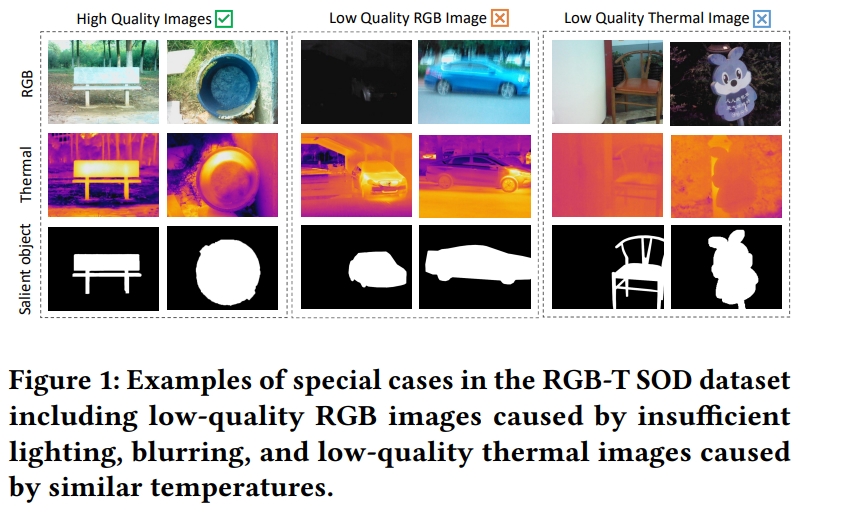 High Quality Images
Low Quality RGB Image
Low Quality Thermal Image
RGB
Thermal
Salient object
Figure 1: Examples of special cases in the RGB-T SOD dataset
including low-quality RGB images caused by insufficient
lighting, blurring, and low-quality thermal images caused
by similar temperatures.